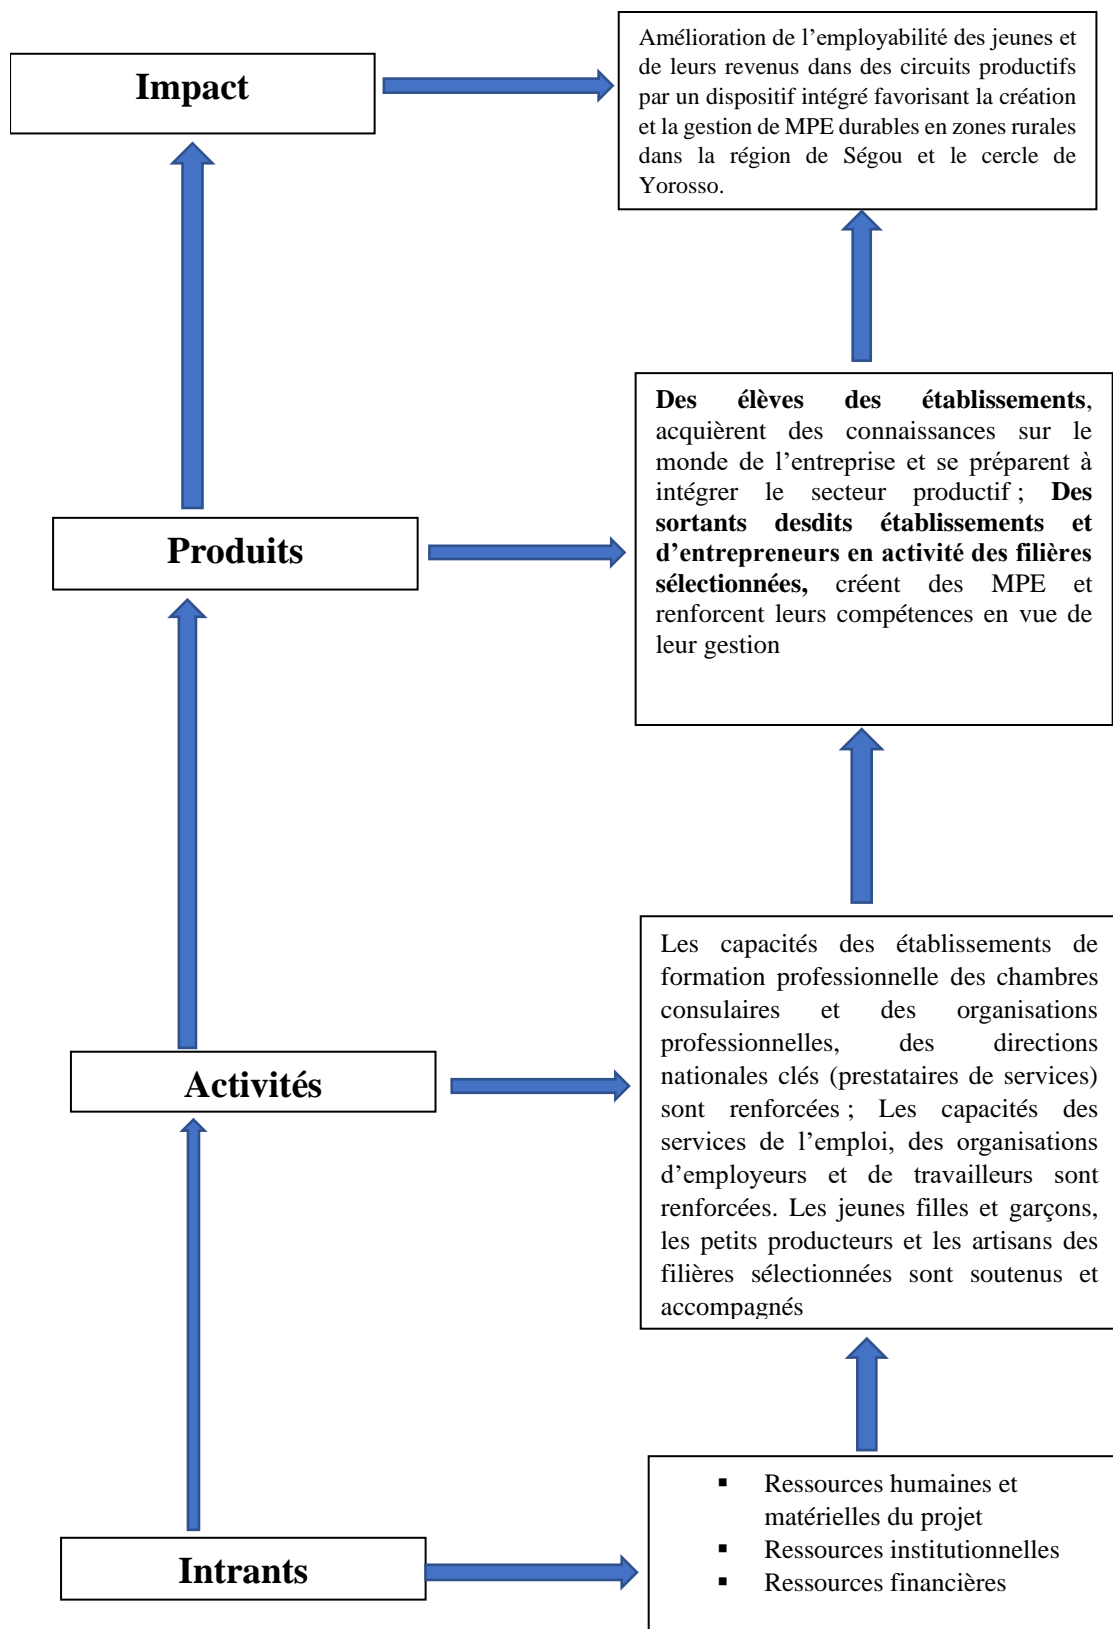 Impact
Amélioration de l’employabilité des jeunes et
de leurs revenus dans des circuits productifs
par un dispositif intégré favorisant la création
et la gestion de MPE durables en zones rurales
dans la région de Ségou et le cercle de
Yorosso.
Produits
Des élèves des établissements,
acquièrent des connaissances sur le
monde de l’entreprise et se préparent à
intégrer le secteur productif ; Des
sortants desdits établissements et
d’entrepreneurs en activité des filières
sélectionnées, créent des MPE et
renforcent leurs compétences en vue de
leur gestion
Activités
Les capacités des établissements de
formation professionnelle des chambres
consulaires et des organisations
professionnelles, des directions
nationales clés (prestataires de services)
sont renforcées ; Les capacités des
services de l’emploi, des organisations
d’employeurs et de travailleurs sont
renforcées. Les jeunes filles et garçons,
les petits producteurs et les artisans des
filières sélectionnées sont soutenus et
accompagnés
Intrants
▪ Ressources humaines et
matérielles du projet
▪ Ressources institutionnelles
▪ Ressources financières